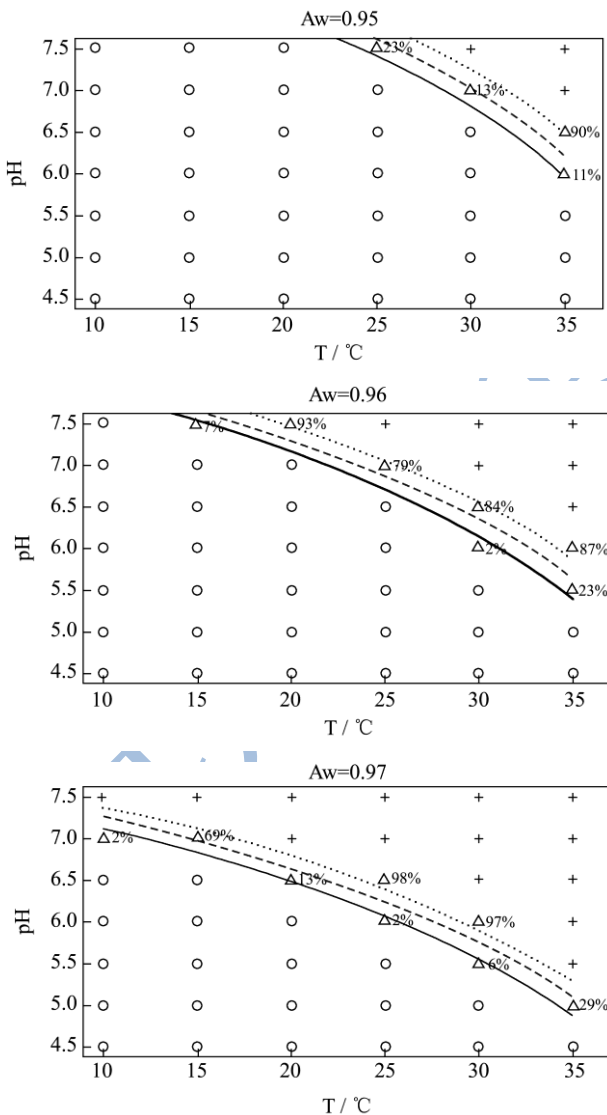 Aw=0.95
7.5 23%
7.0 13%
6.5 90%
6.0 11%
5.5
5.0
4.5
pH
10 15 20 25 30 35
T / ℃
Aw=0.96
7.5 7% 93%
7.0 79%
6.5 84%
6.0 2% 87%
5.5 23%
5.0
4.5
pH
10 15 20 25 30 35
T / ℃
Aw=0.97
7.5
7.0 2% 69%
6.5 13% 98%
6.0 2% 97%
5.5 6%
5.0 29%
4.5
pH
10 15 20 25 30 35
T / ℃